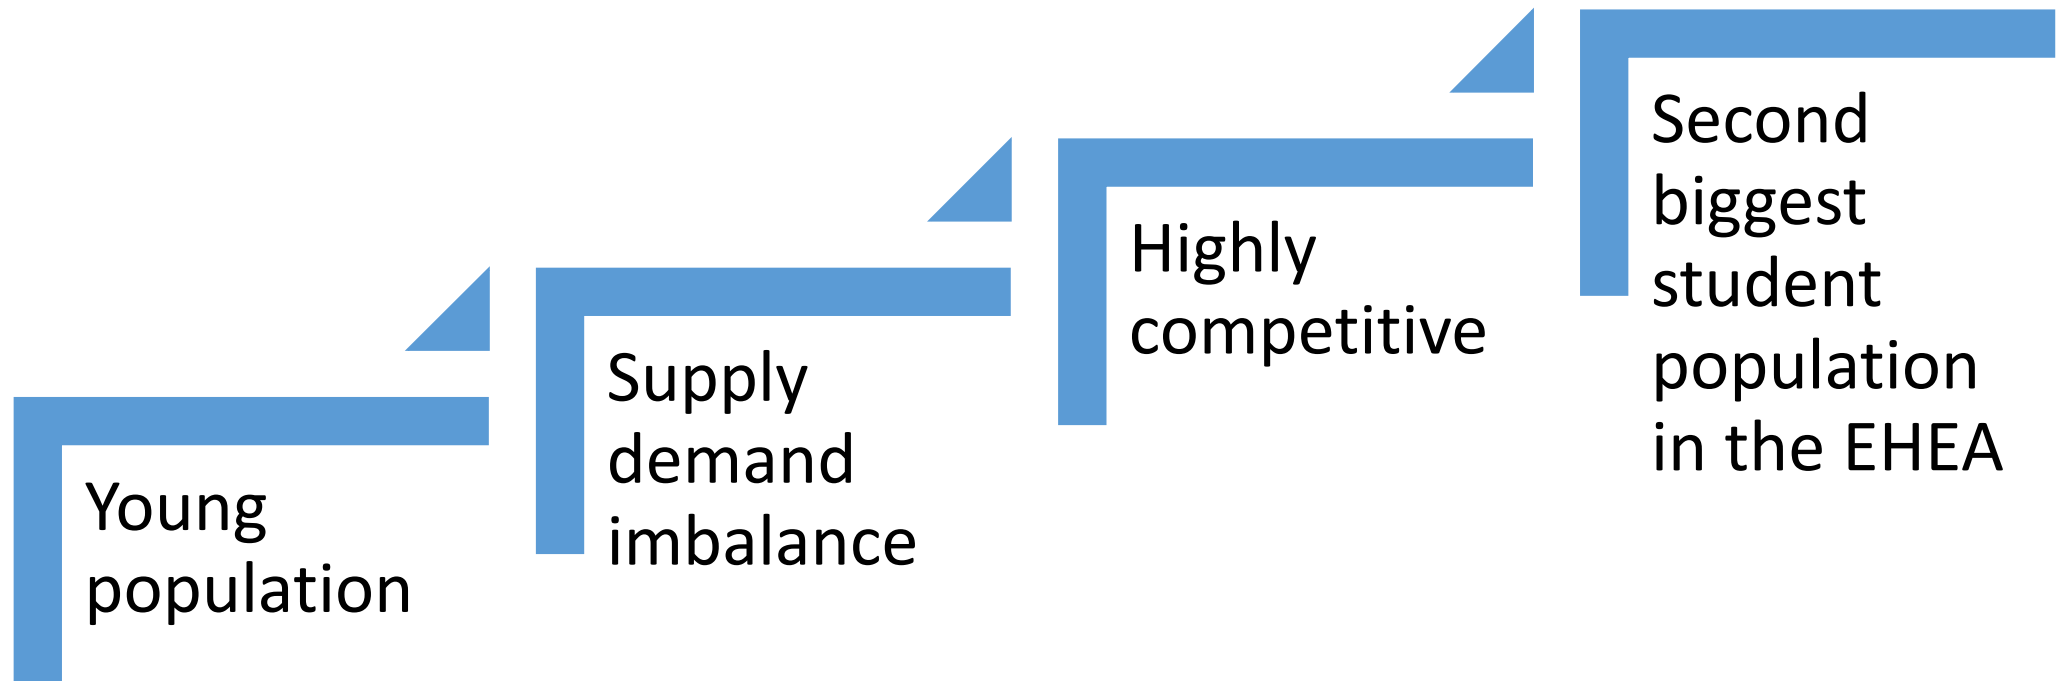 Young
population
Supply
demand
imbalance
Highly
competitive
Second
biggest
student
population
in the EHEA